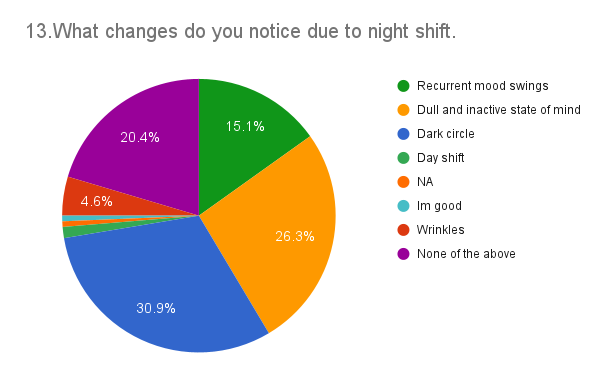 13.What changes do you notice due to night shift.
Recurrent mood swings
Dull and inactive state of mind
Dark circle
Day shift
NA
Im good
Wrinkles
None of the above
15.1%
26.3%
30.9%
4.6%
20.4%